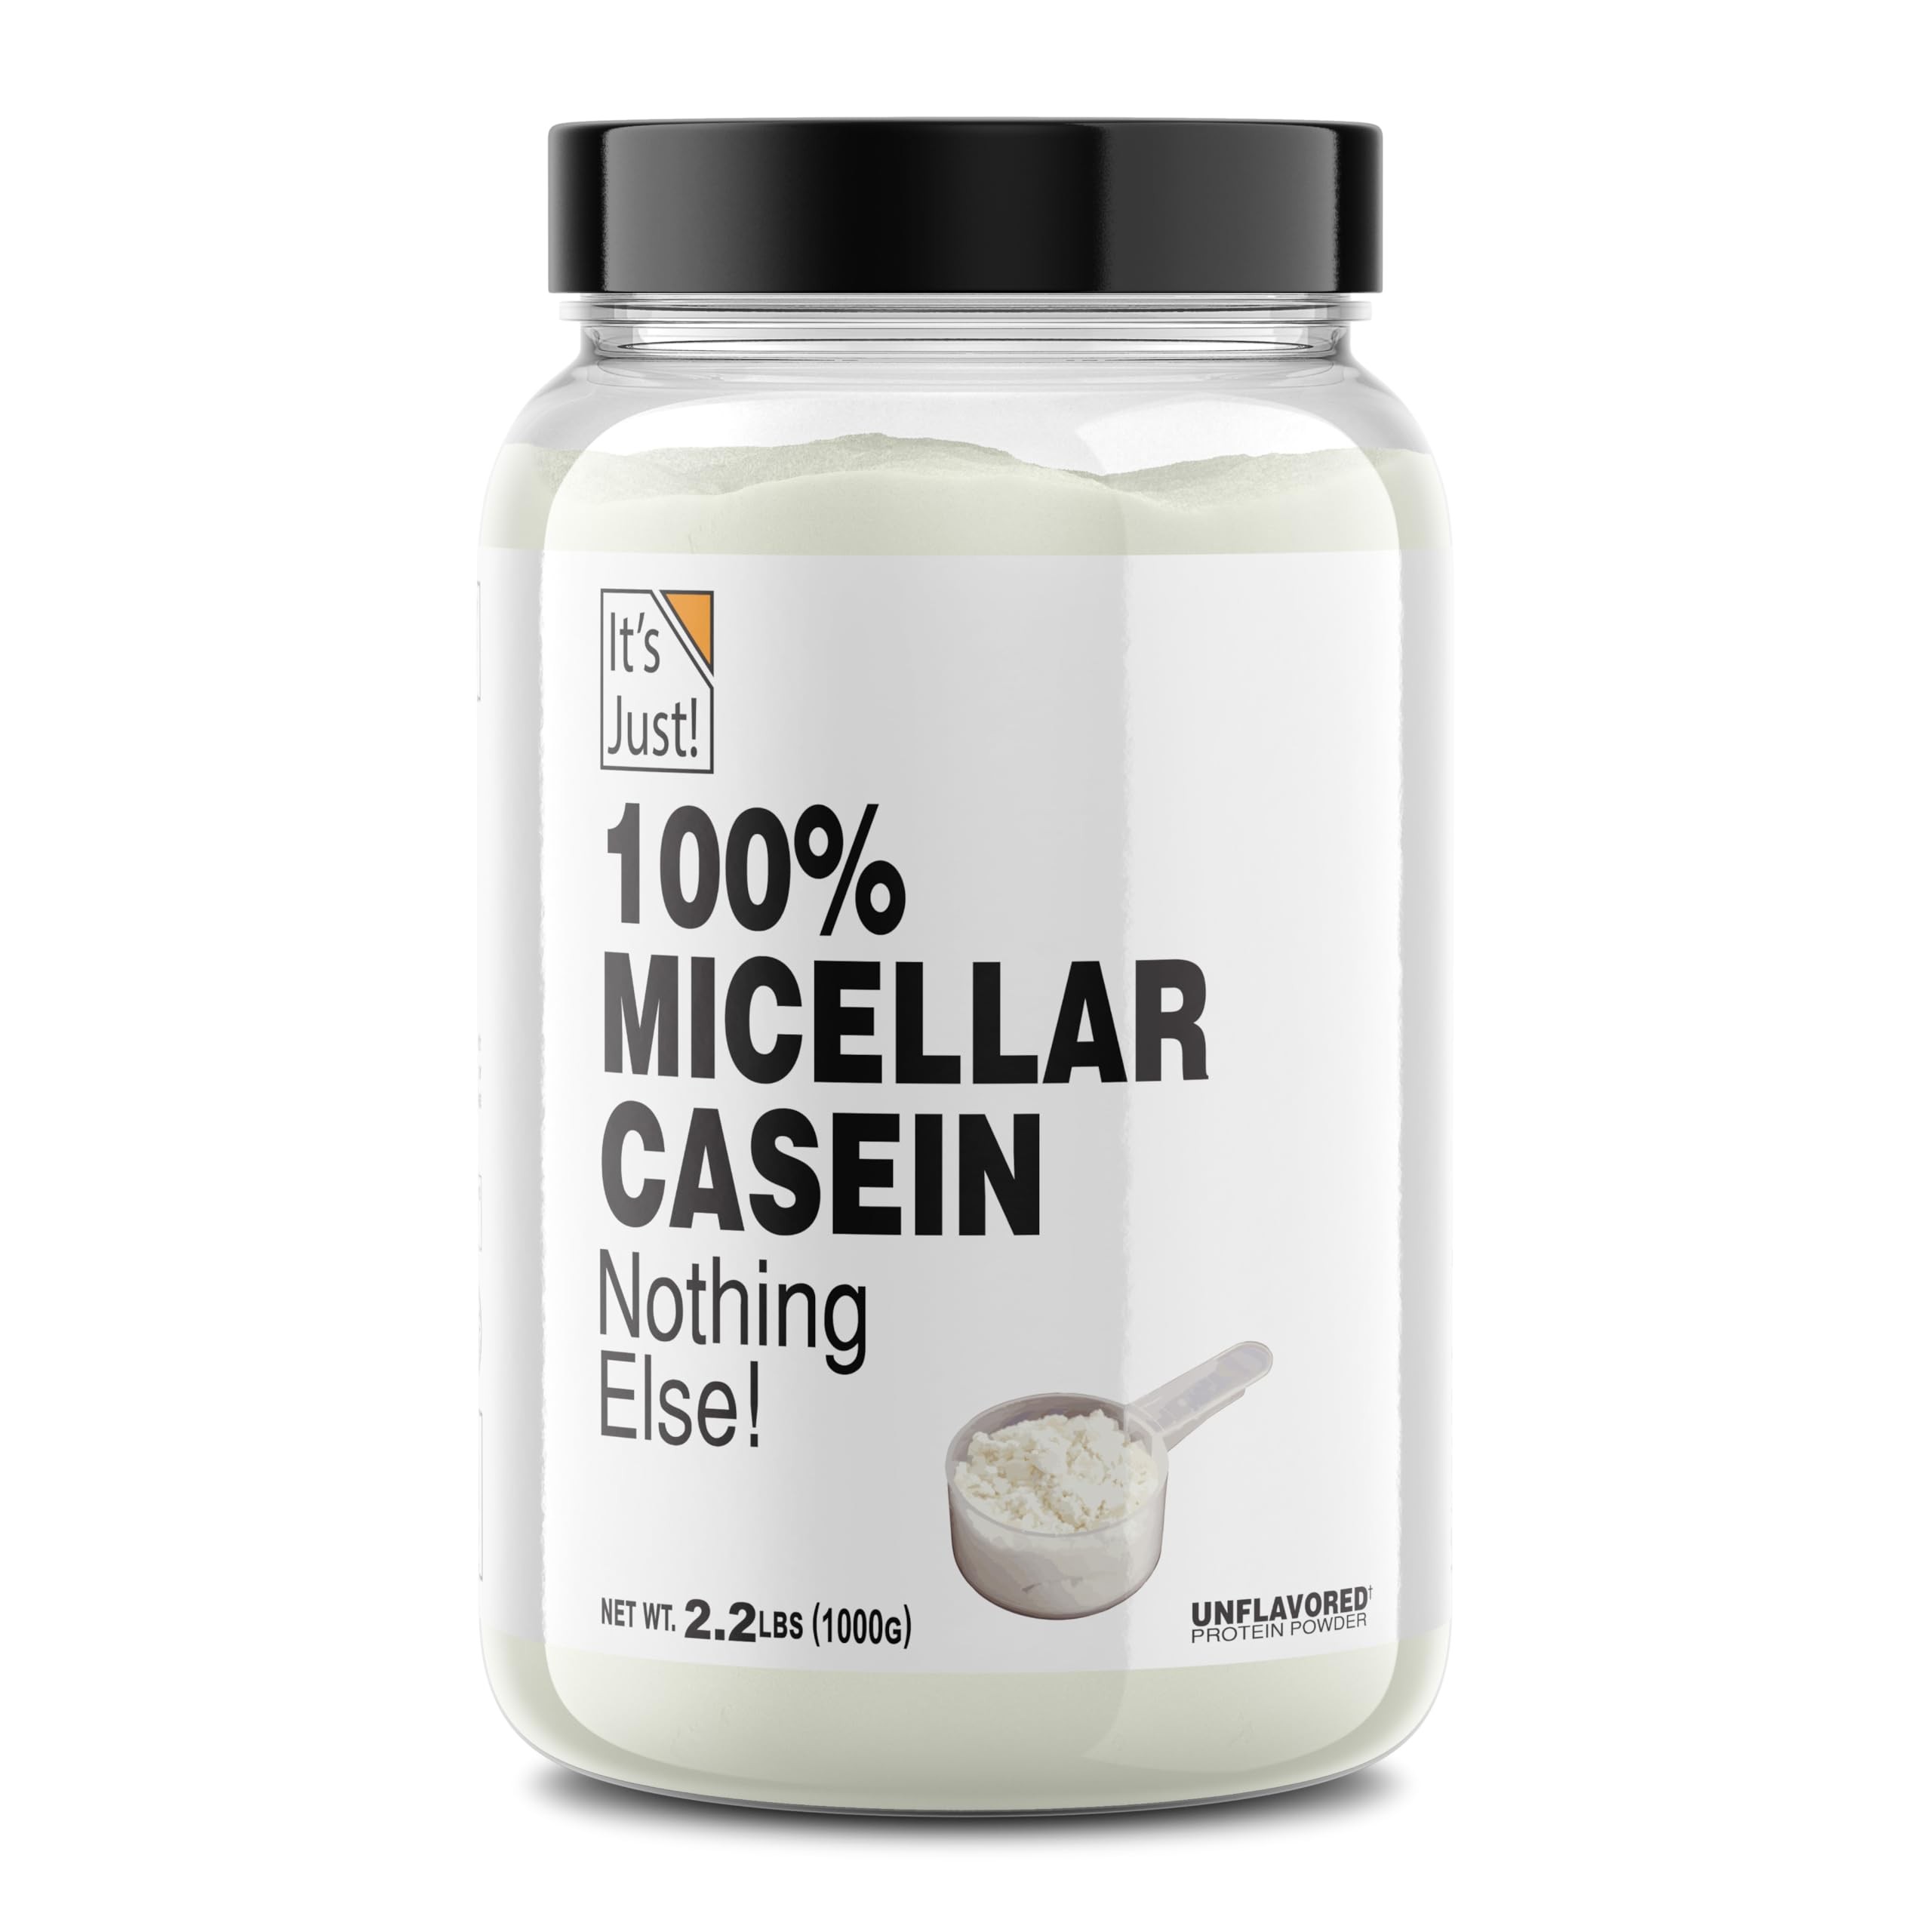 It's
Just!
100%
MICELLAR
CASEIN
Nothing
Else!
NET WT. 2.2LBS (1000G)
UNFLAVORED†
PROTEIN POWDER